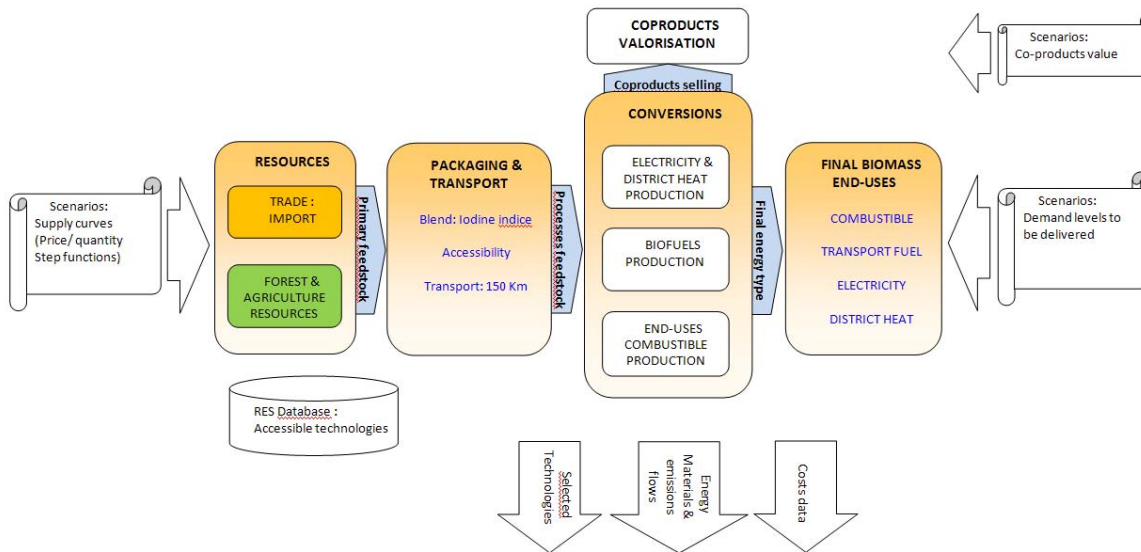 COPRODUCTS
VALORISATION
Coproducts selling
Scenarios:
Co-products value
CONVERSIONS
ELECTRICITY &
DISTRICT HEAT
PRODUCTION
BIOFUELS
PRODUCTION
END-USES
COMBUSTIBLE
PRODUCTION
Scenarios:
Supply curves
(Price/ quantity
Step functions)
RESOURCES
TRADE :
IMPORT
FOREST &
AGRICULTURE
RESOURCES
Primary feedstock
PACKAGING &
TRANSPORT
Blend: Iodine indice
Accessibility
Transport: 150 Km
Processes feedstock
Final energy type
FINAL BIOMASS
END-USES
COMBUSTIBLE
TRANSPORT FUEL
ELECTRICITY
DISTRICT HEAT
Scenarios:
Demand levels to
be delivered
RES Database :
Accessible technologies
Selected
Technologies
Energy
Materials &
emissions
flows
Costs data